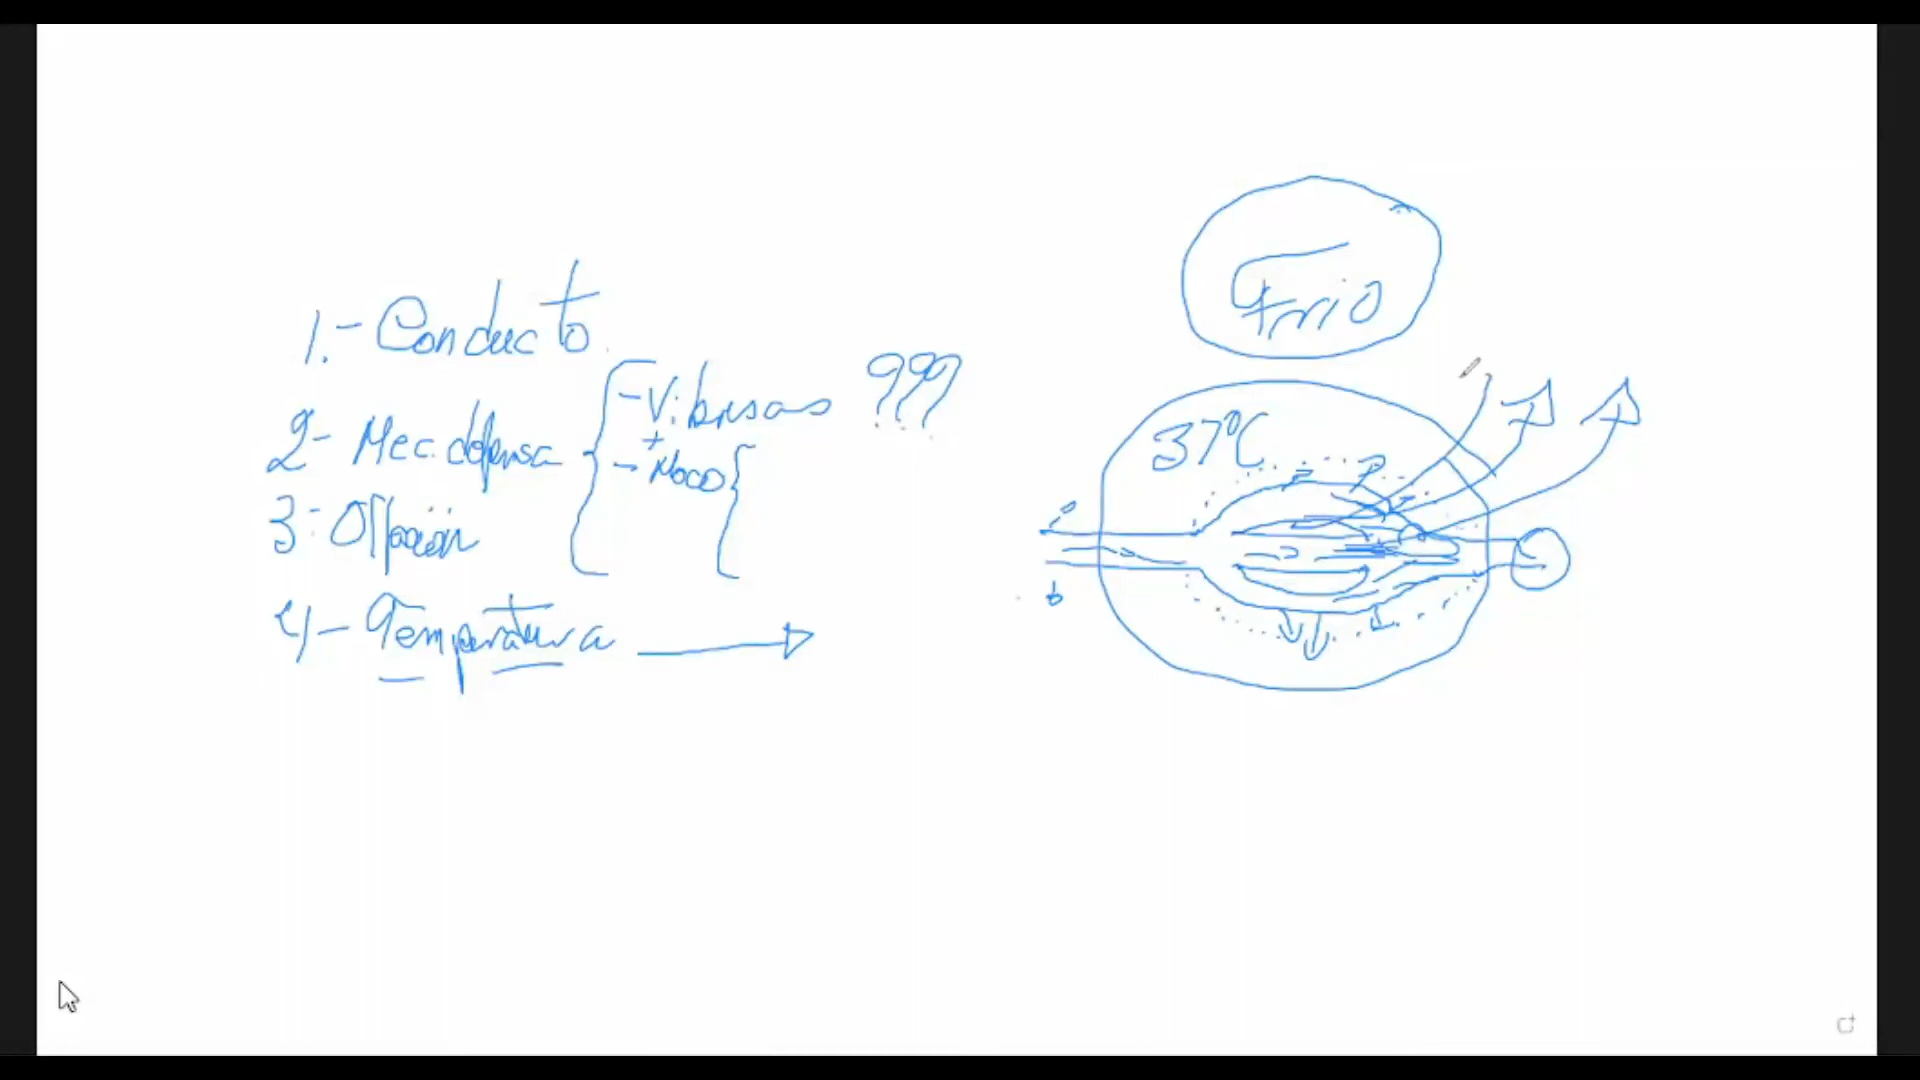 1.- Conducto
2- Mec. defensa { - Vibrisas ???
+
- Moco {
3- Olfación
4- Temperatura
Frio
37°C